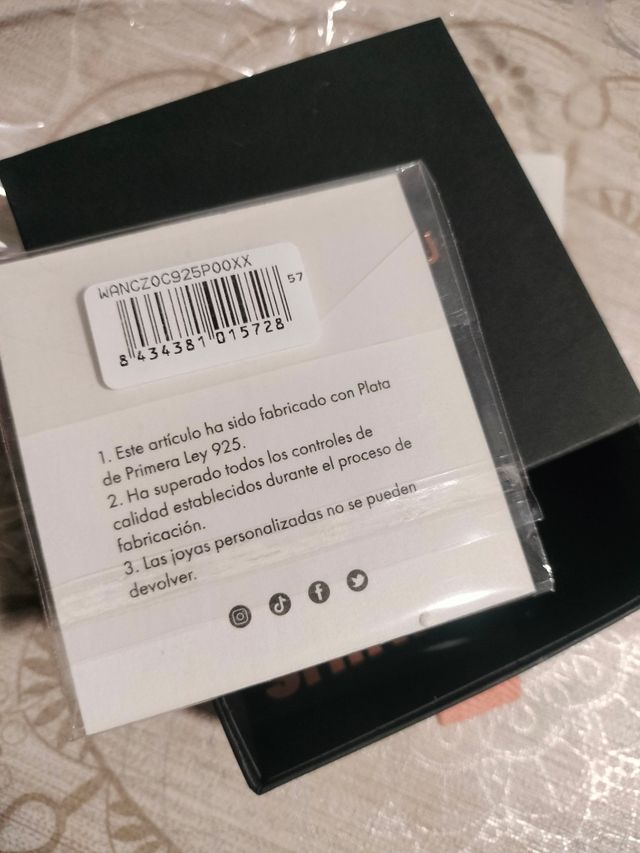 WANCZOC925P00XX
57
8 434381 015728
1. Este artículo ha sido fabricado con Plata
de Primera Ley 925.
2. Ha superado todos los controles de
calidad establecidos durante el proceso de
fabricación.
3. Las joyas personalizadas no se pueden
devolver.